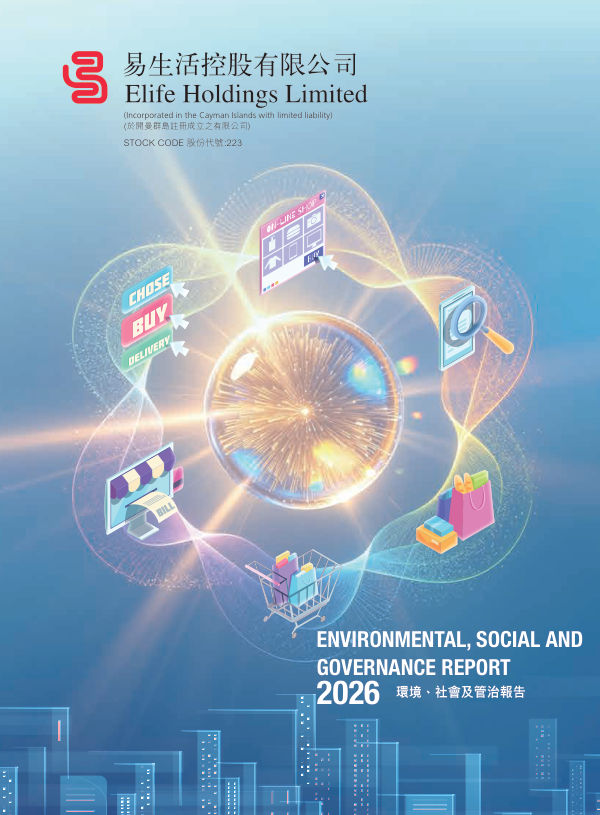 易生活控股有限公司
Elife Holdings Limited
(Incorporated in the Cayman Islands with limited liability)
(於開曼群島註冊成立之有限公司)
STOCK CODE 股份代號:223
ON-LINE SHOP
BUY
CHOSE
BUY
DELIVERY
BILL
ENVIRONMENTAL, SOCIAL AND
GOVERNANCE REPORT
2026 環境、社會及管治報告